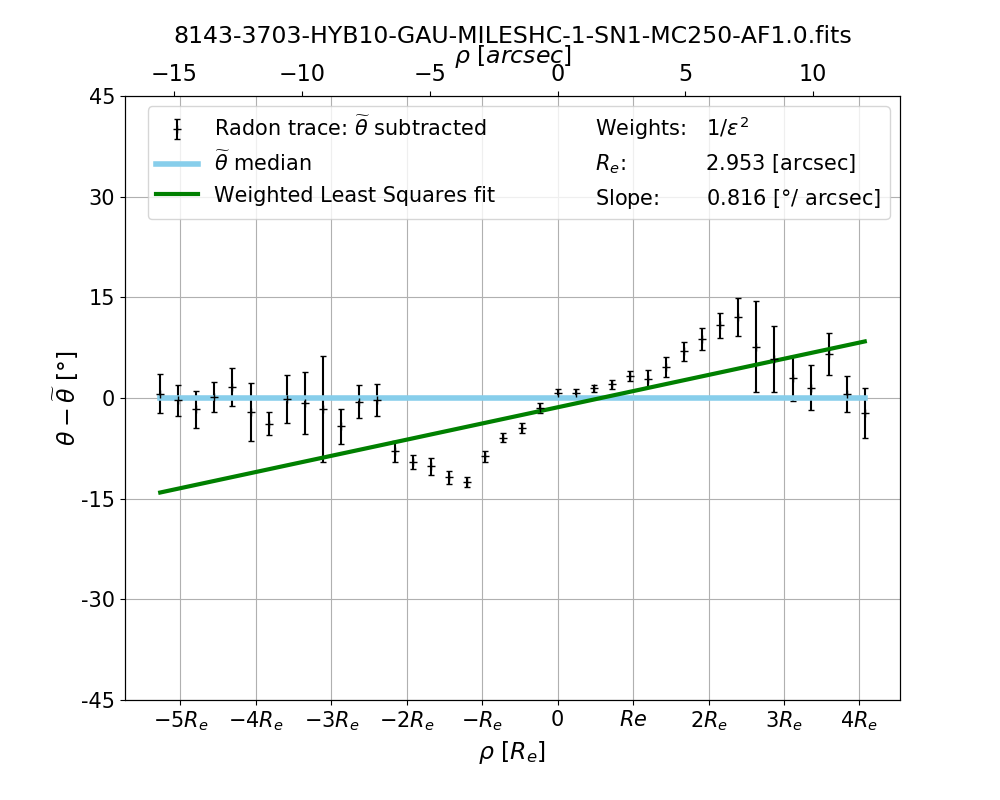 8143-3703-HYB10-GAU-MILESHC-1-SN1-MC250-AF1.0.fits
ρ [arcsec]
−15 −10 −5 0 5 10
45
30
15
0
-15
-30
-45
θ − θ̃ [°]
Radon trace: θ̃ subtracted
θ̃ median
Weighted Least Squares fit
Weights: 1/ε²
Rₑ: 2.953 [arcsec]
Slope: 0.816 [°/ arcsec]
−5Rₑ −4Rₑ −3Rₑ −2Rₑ −Rₑ 0 Re 2Rₑ 3Rₑ 4Rₑ
ρ [Rₑ]